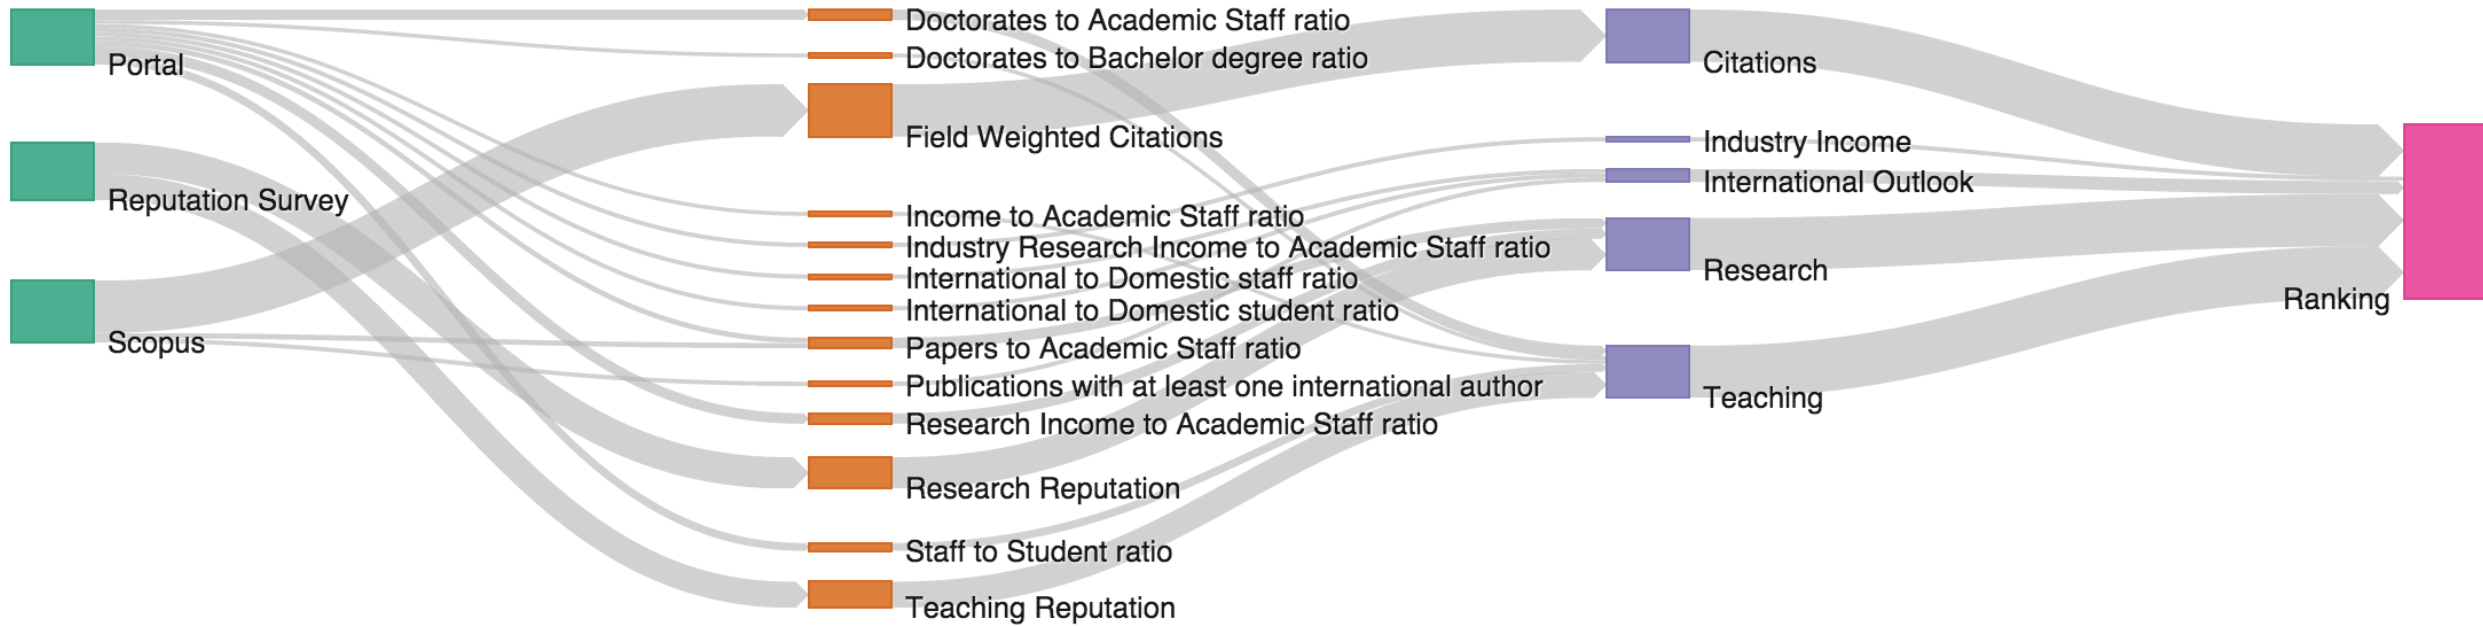 Portal
Reputation Survey
Scopus
Doctorates to Academic Staff ratio
Doctorates to Bachelor degree ratio
Field Weighted Citations
Income to Academic Staff ratio
Industry Research Income to Academic Staff ratio
International to Domestic staff ratio
International to Domestic student ratio
Papers to Academic Staff ratio
Publications with at least one international author
Research Income to Academic Staff ratio
Research Reputation
Staff to Student ratio
Teaching Reputation
Citations
Industry Income
International Outlook
Research
Teaching
Ranking